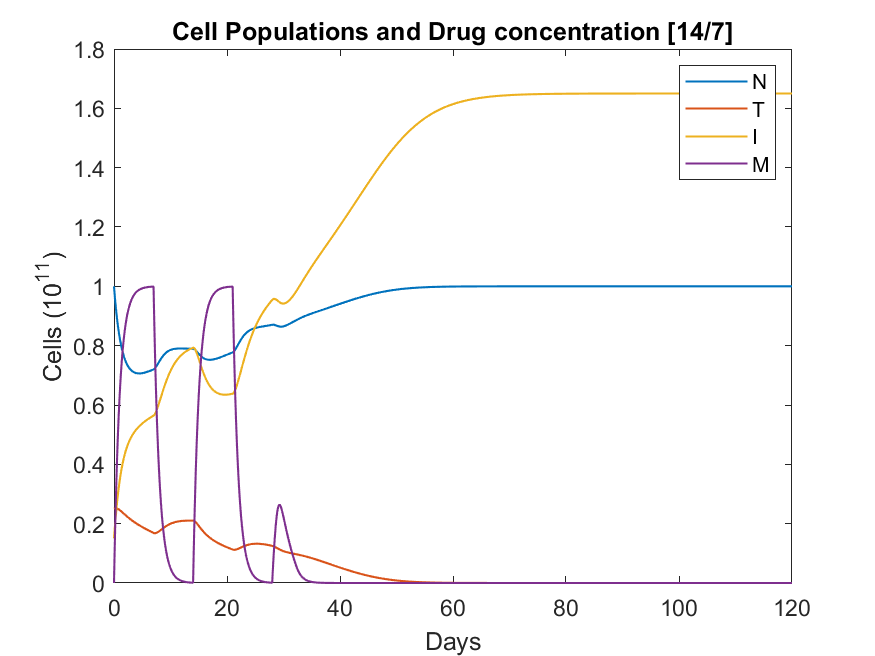 Cell Populations and Drug concentration [14/7]
1.8
1.6
1.4
1.2
1
0.8
0.6
0.4
0.2
0
Cells (10^11)
N
T
I
M
0 20 40 60 80 100 120
Days